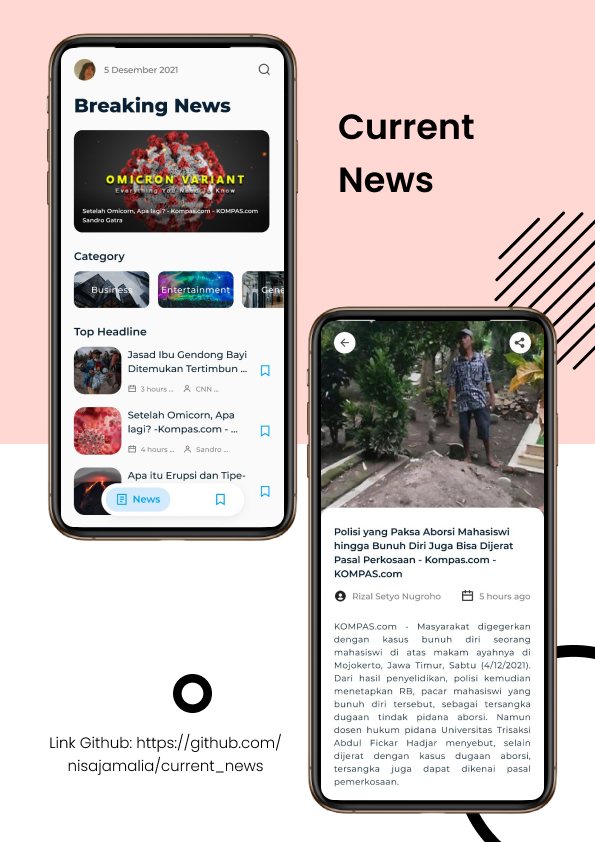 5 Desember 2021
Breaking News
OMICRON VARIANT
Everything You Need To Know
Setelah Omicorn, Apa lagi? - Kompas.com - KOMPAS.com
Sandro Gatra
Category
Business
Entertainment
Gene
Top Headline
Jasad Ibu Gendong Bayi
Ditemukan Tertimbun ...
3 hours ...
CNN ...
Setelah Omicorn, Apa
lagi? -Kompas.com - ...
4 hours ...
Sandro ...
Apa itu Erupsi dan Tipe-
News
Current
News
Polisi yang Paksa Aborsi Mahasiswi
hingga Bunuh Diri Juga Bisa Dijerat
Pasal Perkosaan - Kompas.com -
KOMPAS.com
Rizal Setyo Nugroho
5 hours ago
KOMPAS.com - Masyarakat digegerkan
dengan kasus bunuh diri seorang
mahasiswi di atas makam ayahnya di
Mojokerto, Jawa Timur, Sabtu (4/12/2021).
Dari hasil penyelidikan, polisi kemudian
menetapkan RB, pacar mahasiswi yang
bunuh diri tersebut, sebagai tersangka
dugaan tindak pidana aborsi. Namun
dosen hukum pidana Universitas Trisaksi
Abdul Fickar Hadjar menyebut, selain
dijerat dengan kasus dugaan aborsi,
tersangka juga dapat dikenai pasal
pemerkosaan.
Link Github: https://github.com/
nisajamalia/current_news